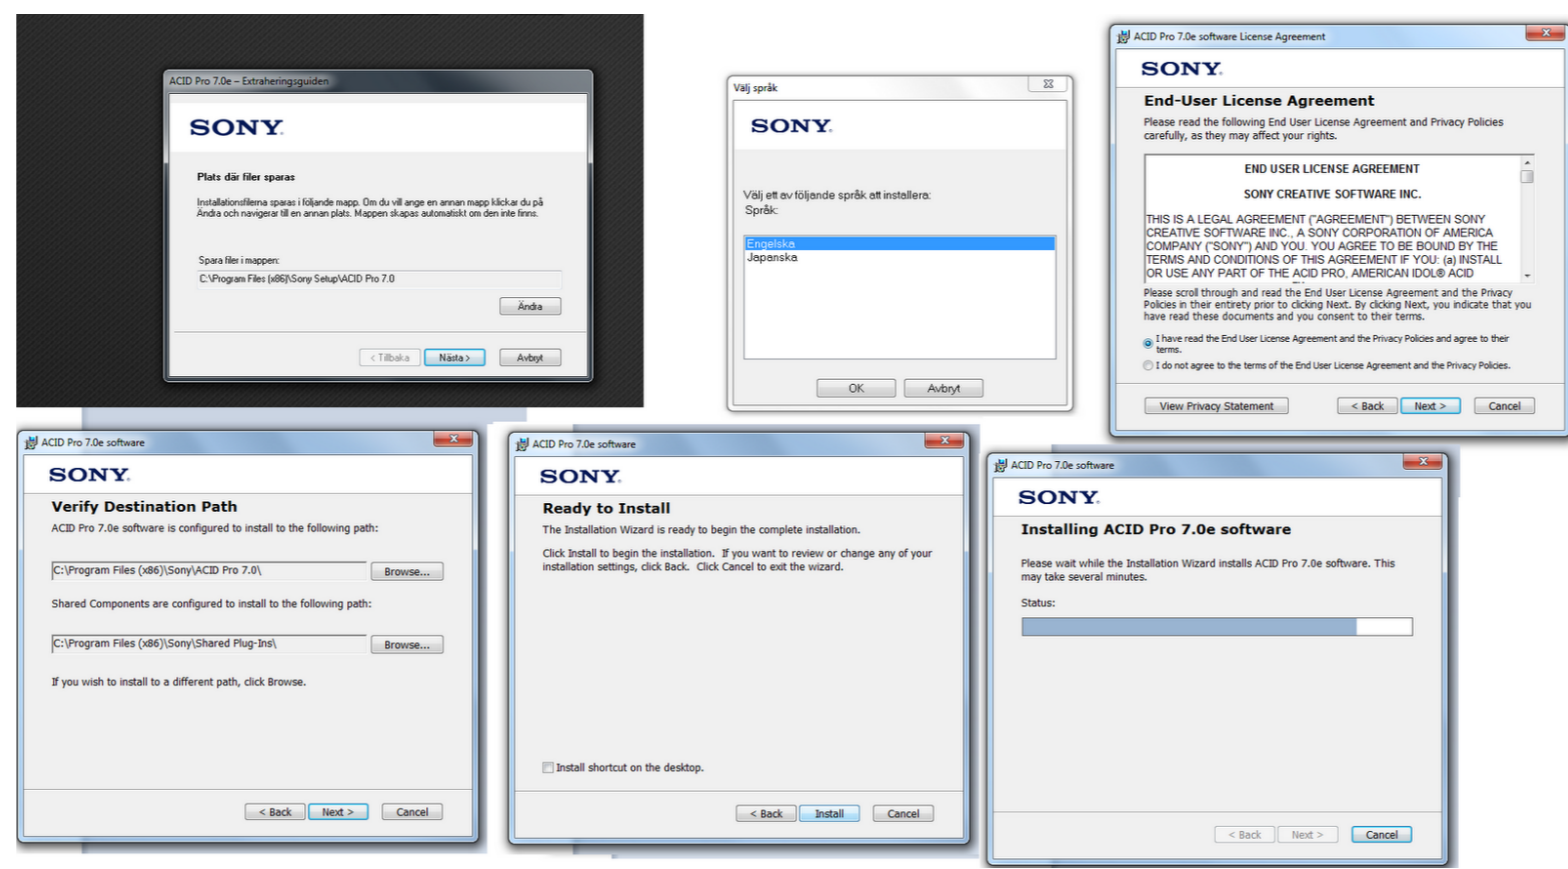 ACID Pro 7.0e – Extraheringsguiden
SONY.
Plats där filer sparas
Installationsfilerna sparas i följande mapp. Om du vill ange en annan mapp klickar du på
Ändra och navigerar till en annan plats. Mappen skapas automatiskt om den inte finns.
Spara filer i mappen:
C:\Program Files (x86)\Sony Setup\ACID Pro 7.0
Ändra
< Tillbaka
Nästa >
Avbryt
Välj språk
SONY.
Välj ett av följande språk att installera:
Språk:
Engelska
Japanska
OK
Avbryt
ACID Pro 7.0e software License Agreement
SONY.
End-User License Agreement
Please read the following End User License Agreement and Privacy Policies
carefully, as they may affect your rights.
END USER LICENSE AGREEMENT
SONY CREATIVE SOFTWARE INC.
THIS IS A LEGAL AGREEMENT ("AGREEMENT") BETWEEN SONY
CREATIVE SOFTWARE INC., A SONY CORPORATION OF AMERICA
COMPANY ("SONY") AND YOU. YOU AGREE TO BE BOUND BY THE
TERMS AND CONDITIONS OF THIS AGREEMENT IF YOU: (a) INSTALL
OR USE ANY PART OF THE ACID PRO, AMERICAN IDOL® ACID
Please scroll through and read the End User License Agreement and the Privacy
Policies in their entirety prior to clicking Next. By clicking Next, you indicate that you
have read these documents and you consent to their terms.
I have read the End User License Agreement and the Privacy Policies and agree to their
terms.
I do not agree to the terms of the End User License Agreement and the Privacy Policies.
View Privacy Statement
< Back
Next >
Cancel
ACID Pro 7.0e software
SONY.
Verify Destination Path
ACID Pro 7.0e software is configured to install to the following path:
C:\Program Files (x86)\Sony\ACID Pro 7.0\
Browse...
Shared Components are configured to install to the following path:
C:\Program Files (x86)\Sony\Shared Plug-Ins\
Browse...
If you wish to install to a different path, click Browse.
< Back
Next >
Cancel
ACID Pro 7.0e software
SONY.
Ready to Install
The Installation Wizard is ready to begin the complete installation.
Click Install to begin the installation. If you want to review or change any of your
installation settings, click Back. Click Cancel to exit the wizard.
Install shortcut on the desktop.
< Back
Install
Cancel
ACID Pro 7.0e software
SONY.
Installing ACID Pro 7.0e software
Please wait while the Installation Wizard installs ACID Pro 7.0e software. This
may take several minutes.
Status:
< Back
Next >
Cancel